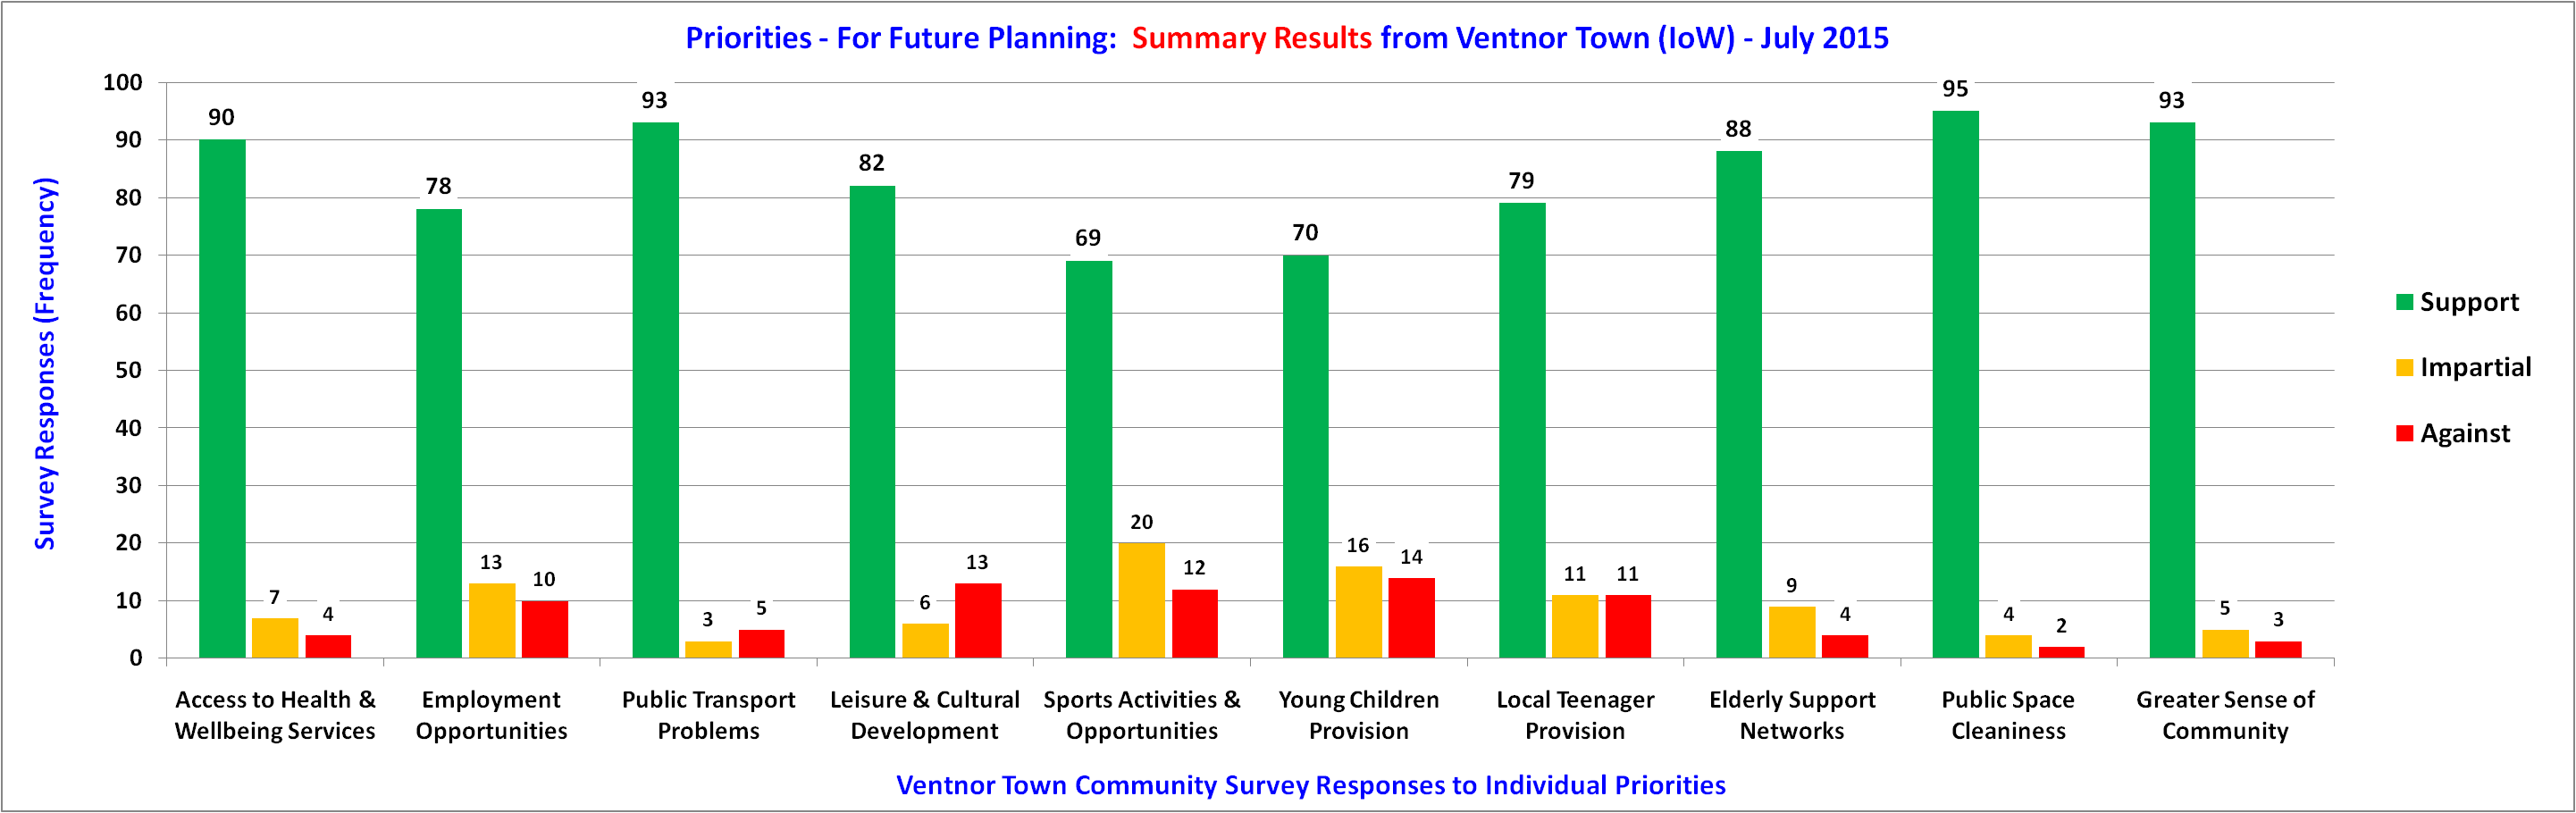 Priorities - For Future Planning: Summary Results from Ventnor Town (IoW) - July 2015
Survey Responses (Frequency)
100
90
80
70
60
50
40
30
20
10
0
90
7
4
78
13
10
93
3
5
82
6
13
69
20
12
70
16
14
79
11
11
88
9
4
95
4
2
93
5
3
Access to Health &
Wellbeing Services
Employment
Opportunities
Public Transport
Problems
Leisure & Cultural
Development
Sports Activities &
Opportunities
Young Children
Provision
Local Teenager
Provision
Elderly Support
Networks
Public Space
Cleaniness
Greater Sense of
Community
Ventnor Town Community Survey Responses to Individual Priorities
Support
Impartial
Against